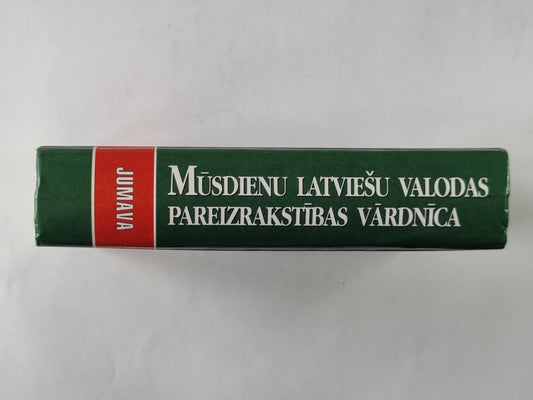 JUMAVA
MŪSDIENU LATVIEŠU VALODAS
PAREIZRAKSTĪBAS VĀRDNĪCA